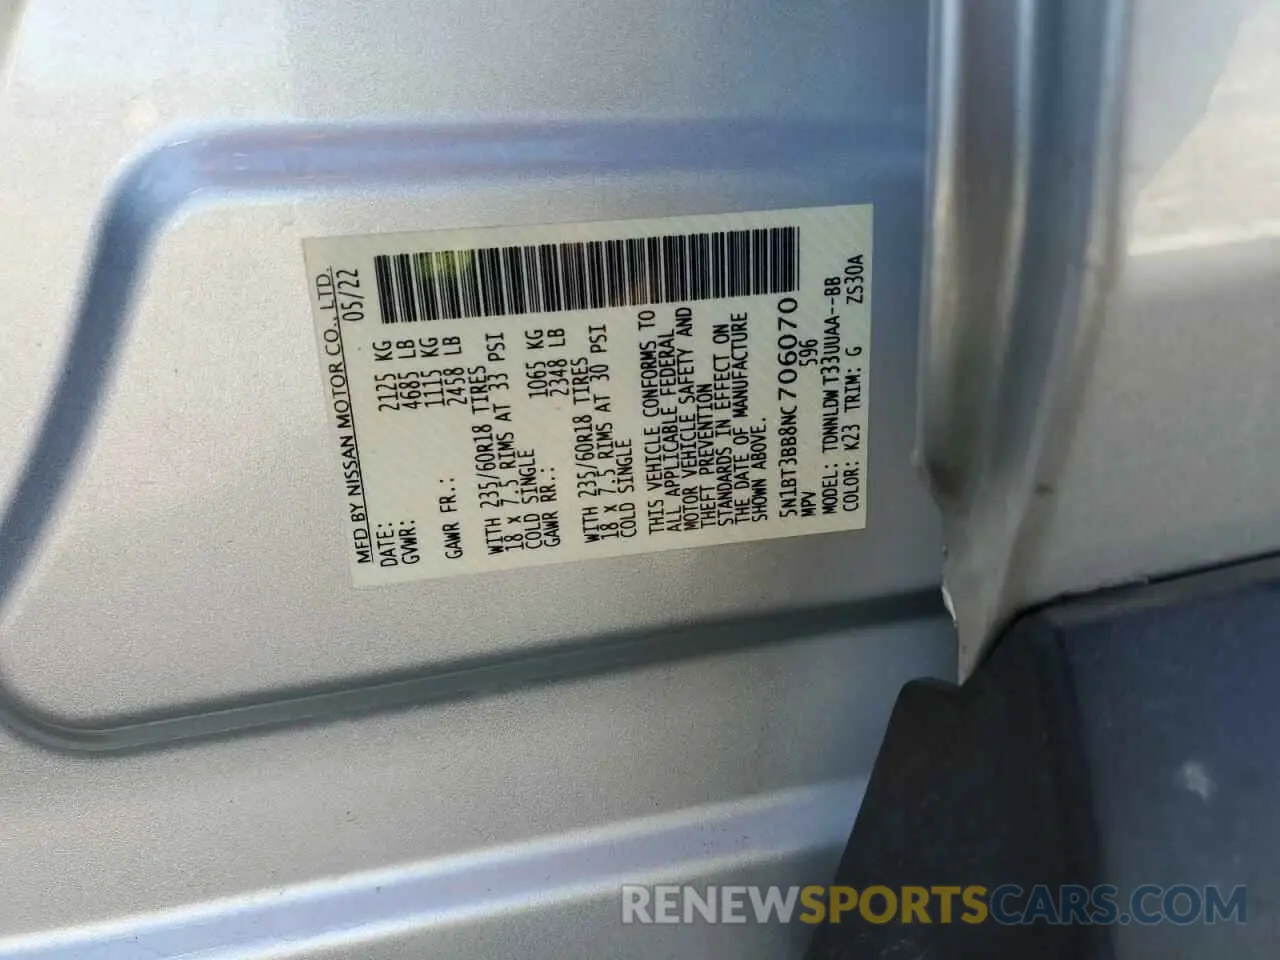 MFD BY NISSAN MOTOR CO., LTD.
DATE: 05/22
GVWR: 2125 KG
4685 LB
GAWR FR.: 1115 KG
2458 LB
WITH 235/60R18 TIRES
18 x 7.5 RIMS AT 33 PSI
COLD SINGLE
GAWR RR.: 1065 KG
2348 LB
WITH 235/60R18 TIRES
18 x 7.5 RIMS AT 30 PSI
COLD SINGLE
THIS VEHICLE CONFORMS TO
ALL APPLICABLE FEDERAL
MOTOR VEHICLE SAFETY AND
THEFT PREVENTION
STANDARDS IN EFFECT ON
THE DATE OF MANUFACTURE
SHOWN ABOVE.
5N1BT3BB8NC706070
MPV 596
MODEL: TDNNLDW T33UUAA--BB
COLOR: K23 TRIM: G ZS30A
RENEWSPORTSCARS.COM